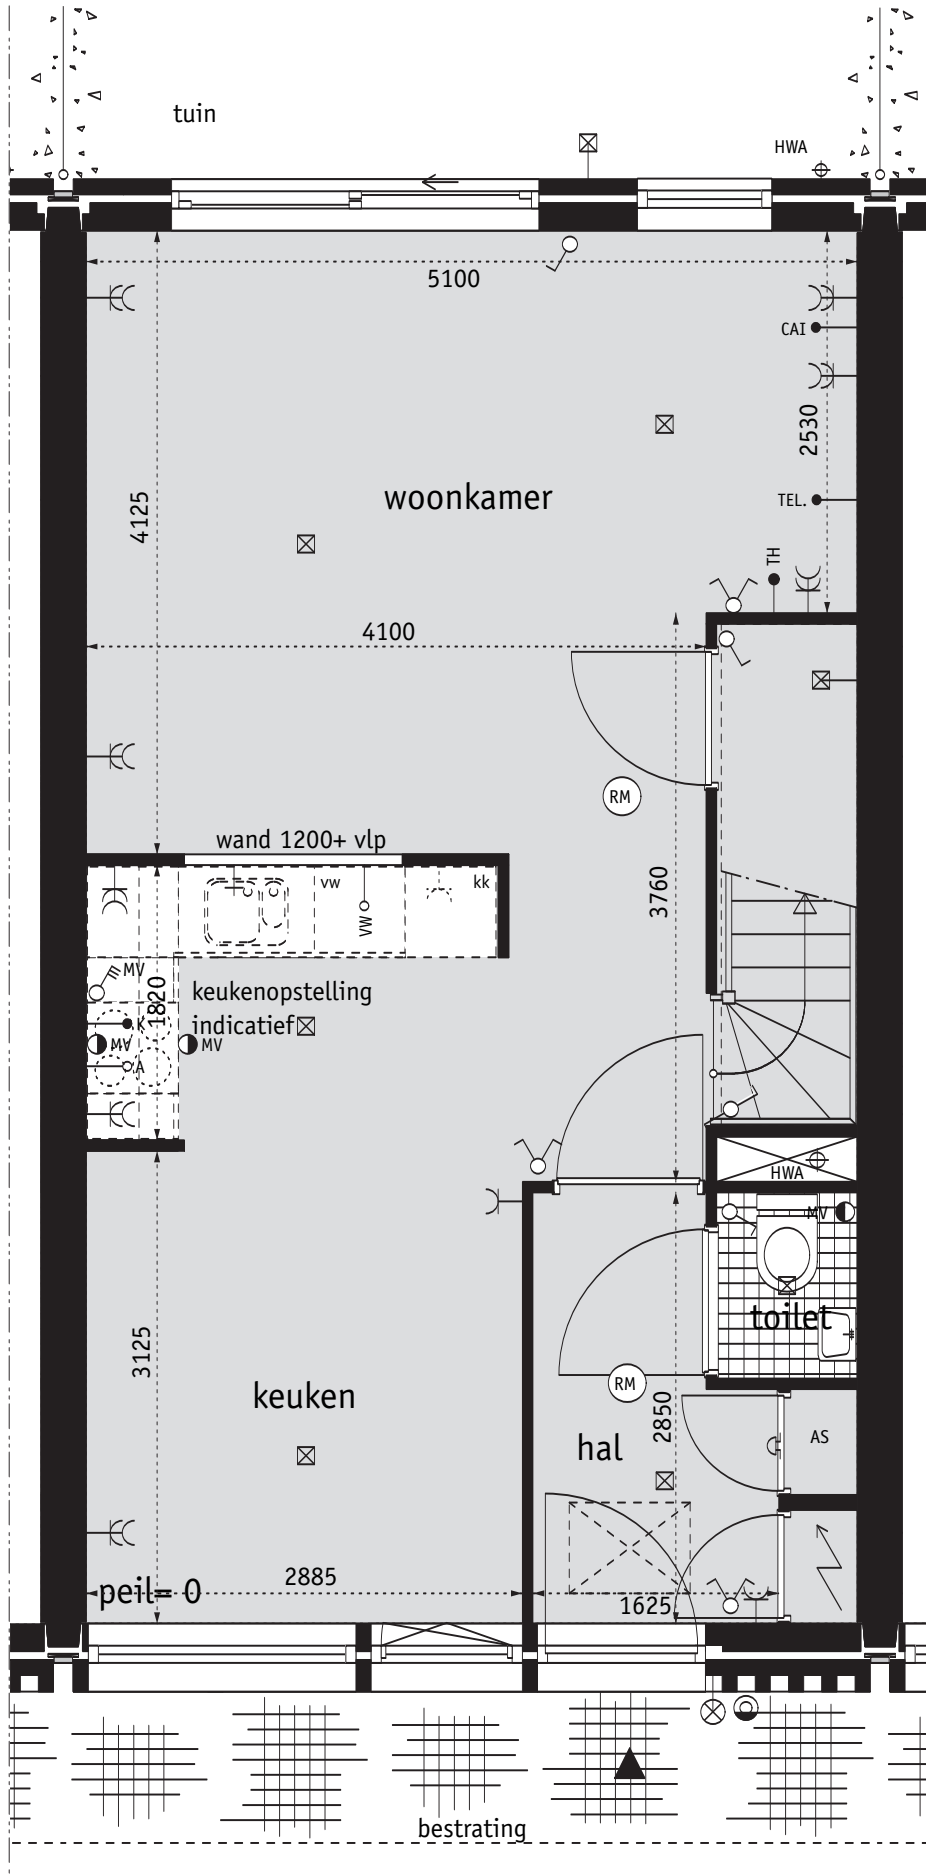 tuin
HWA
5100
CAI
2530
woonkamer
4125
TEL.
TH
4100
RM
wand 1200+ vlp
vw
kk
3760
VW
MV
1820
keukenopstelling
indicatief
K
MV
MV
A
HWA
MV
toilet
3125
keuken
RM
2850
hal
AS
peil= 0
2885
1625
bestrating